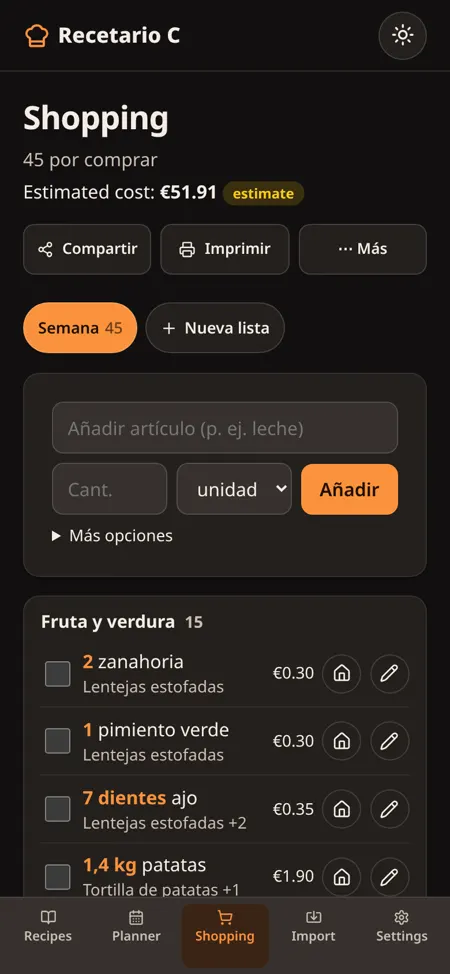 Recetario C
Shopping
45 por comprar
Estimated cost: €51.91 estimate
Compartir Imprimir ··· Más
Semana 45 + Nueva lista
Añadir artículo (p. ej. leche)
Cant. unidad Añadir
▶ Más opciones
Fruta y verdura 15
2 zanahoria €0.30
Lentejas estofadas
1 pimiento verde €0.30
Lentejas estofadas
7 dientes ajo €0.35
Lentejas estofadas +2
1,4 kg patatas €1.90
Tortilla de patatas +1
Recipes Planner Shopping Import Settings